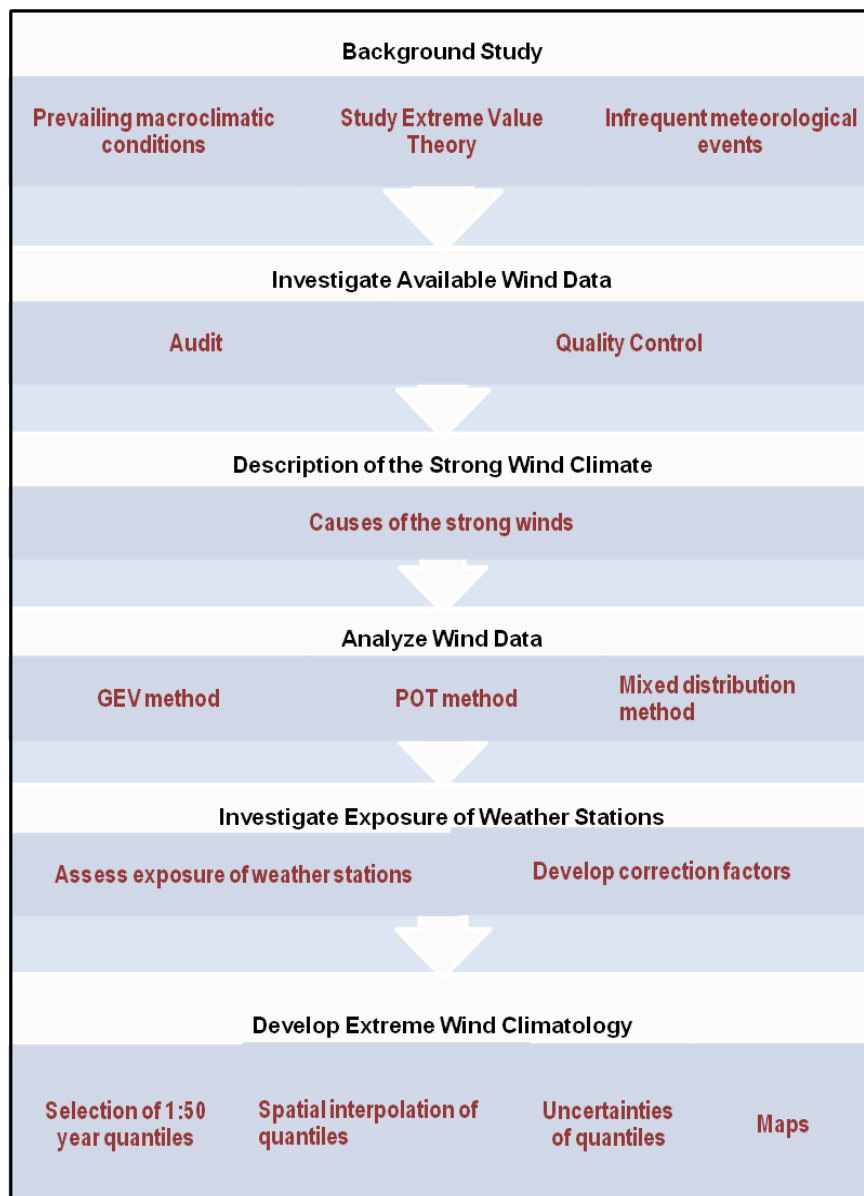 Background Study
Prevailing macroclimatic
conditions
Study Extreme Value
Theory
Infrequent meteorological
events
Investigate Available Wind Data
Audit
Quality Control
Description of the Strong Wind Climate
Causes of the strong winds
Analyze Wind Data
GEV method
POT method
Mixed distribution
method
Investigate Exposure of Weather Stations
Assess exposure of weather stations
Develop correction factors
Develop Extreme Wind Climatology
Selection of 1:50
year quantiles
Spatial interpolation of
quantiles
Uncertainties
of quantiles
Maps